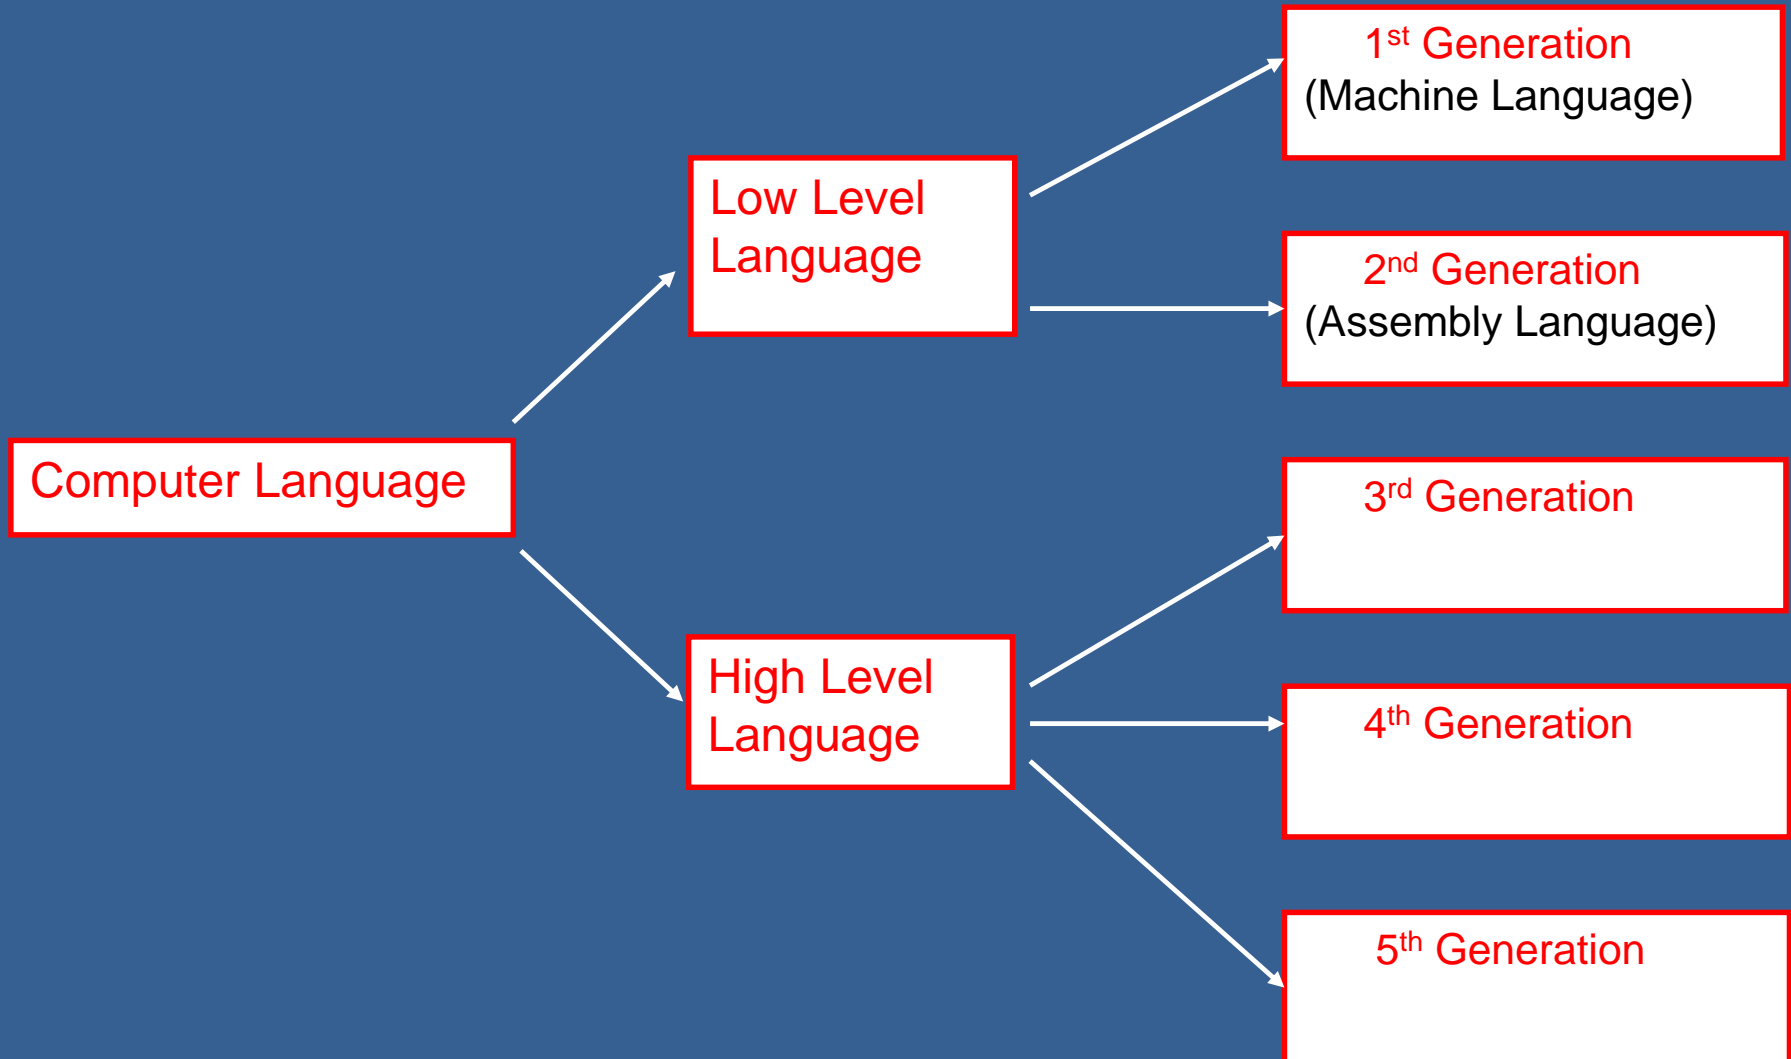 1st Generation
(Machine Language)
Low Level
Language
2nd Generation
(Assembly Language)
Computer Language
3rd Generation
High Level
Language
4th Generation
5th Generation